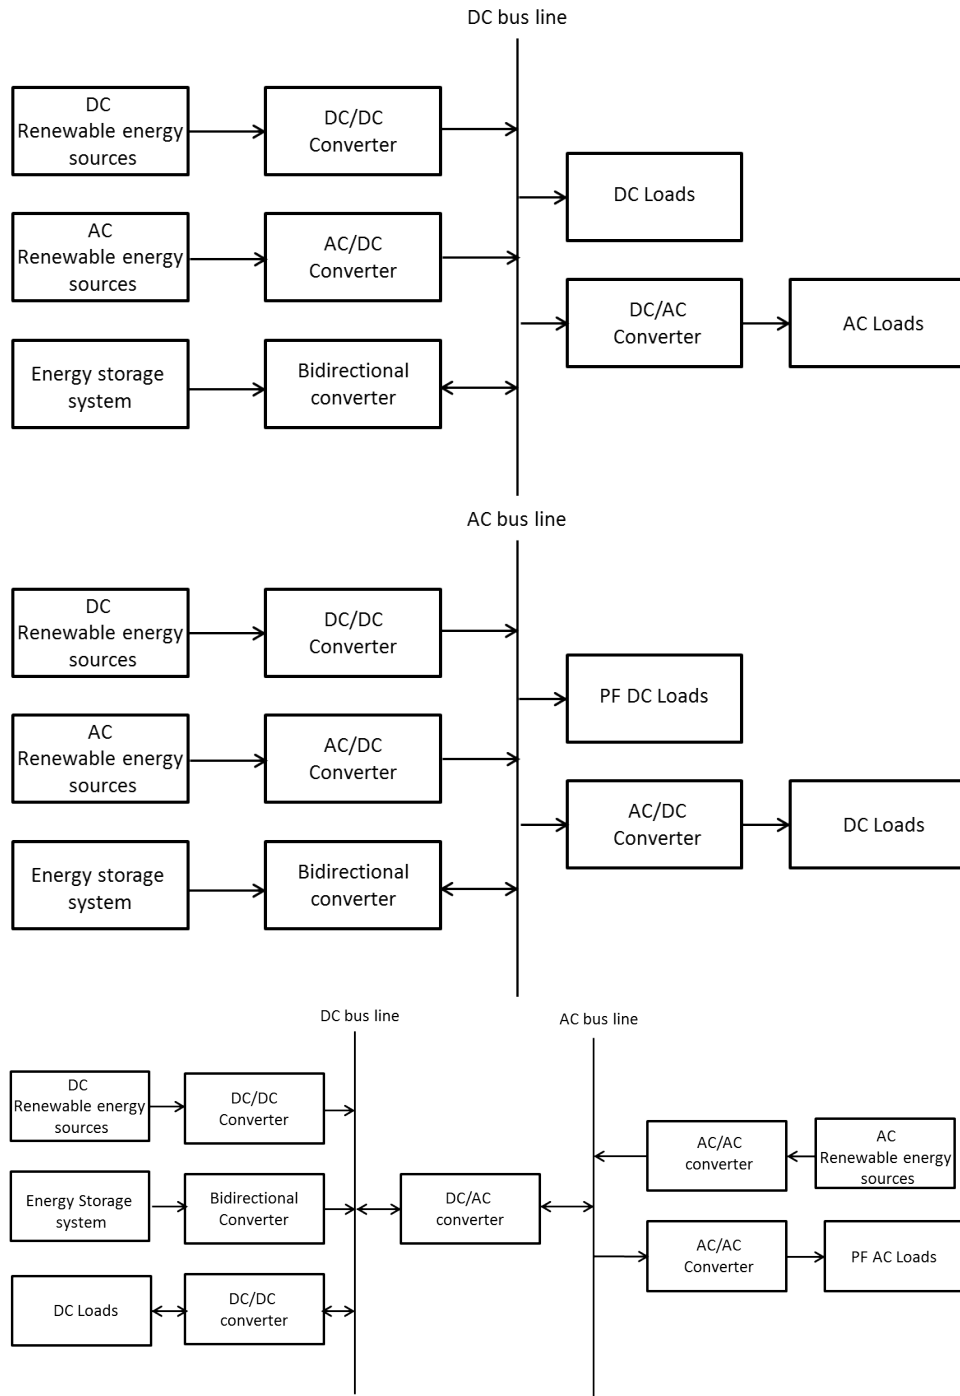 DC bus line
DC
Renewable energy
sources
DC/DC
Converter
DC Loads
AC
Renewable energy
sources
AC/DC
Converter
DC/AC
Converter
AC Loads
Energy storage
system
Bidirectional
converter
AC bus line
DC
Renewable energy
sources
DC/DC
Converter
PF DC Loads
AC
Renewable energy
sources
AC/DC
Converter
AC/DC
Converter
DC Loads
Energy storage
system
Bidirectional
converter
DC bus line
AC bus line
DC
Renewable energy
sources
DC/DC
Converter
AC/AC
converter
AC
Renewable energy
sources
Energy Storage
system
Bidirectional
Converter
DC/AC
converter
AC/AC
Converter
PF AC Loads
DC Loads
DC/DC
converter